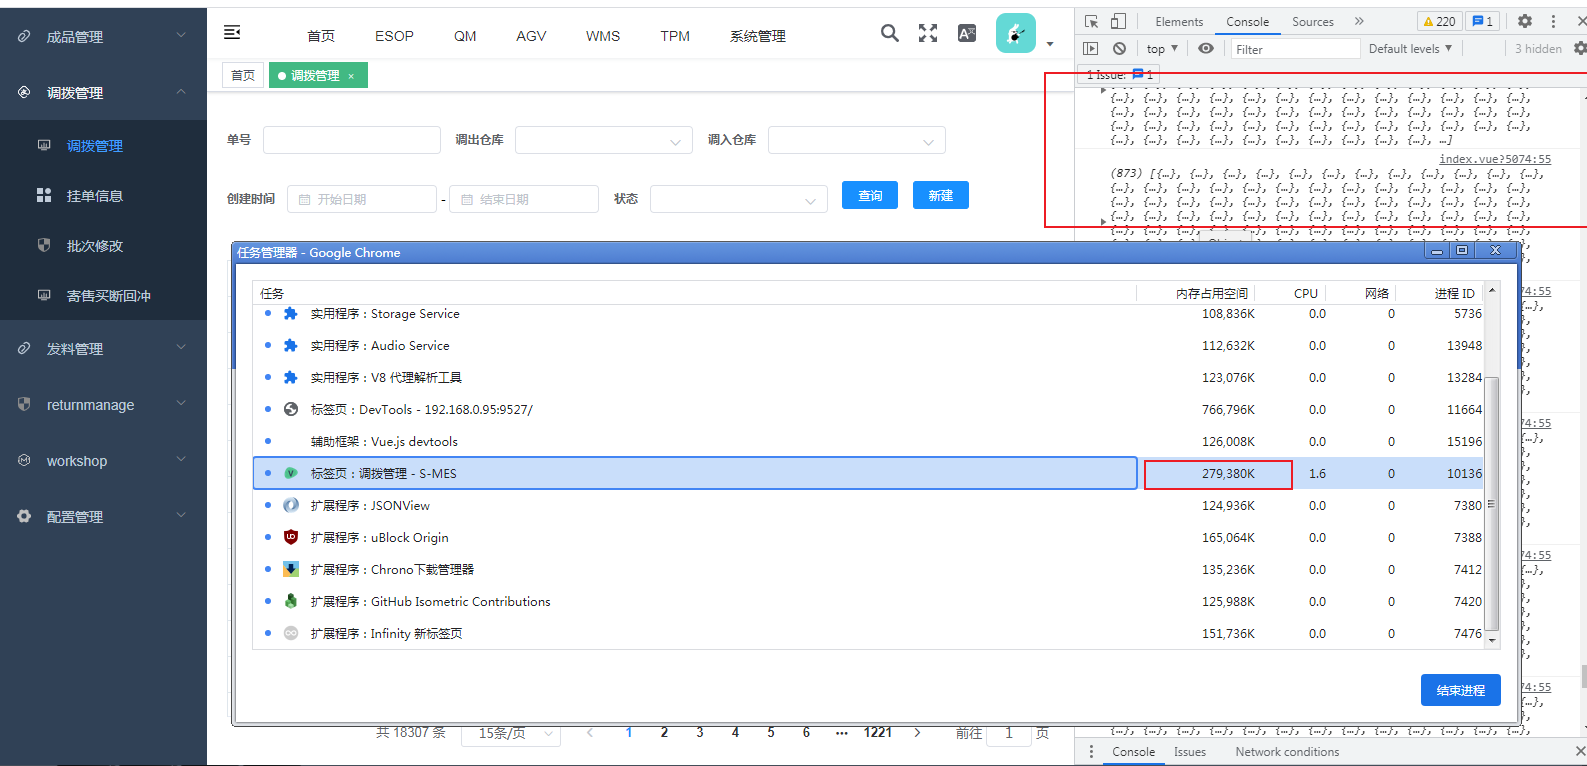 成品管理
调拨管理
调拨管理
挂单信息
批次修改
寄售买断回冲
发料管理
returnmanage
workshop
配置管理
首页 ESOP QM AGV WMS TPM 系统管理
首页 调拨管理 ×
单号 调出仓库 调入仓库
创建时间 开始日期 - 结束日期 状态 查询 新建
Elements Console Sources » 220 1
top Filter Default levels 3 hidden
1 Issue: 1
{…}, {…}, {…}, {…}, {…}, {…}, {…}, {…}, {…}, {…}, {…}, {…}, {…},
{…}, {…}, {…}, {…}, {…}, {…}, {…}, {…}, {…}, {…}, {…}, {…}, {…},
{…}, {…}, {…}, {…}, {…}, {…}, {…}, {…}, {…}, {…}, {…}, {…}, {…},
{…}, {…}, {…}, {…}, {…}, {…}, {…}, {…}, {…}, {…}, …]
index.vue?5074:55
(873) [{…}, {…}, {…}, {…}, {…}, {…}, {…}, {…}, {…}, {…}, {…}, {…},
{…}, {…}, {…}, {…}, {…}, {…}, {…}, {…}, {…}, {…}, {…}, {…}, {…},
{…}, {…}, {…}, {…}, {…}, {…}, {…}, {…}, {…}, {…}, {…}, {…}, {…},
{…}, {…}, {…}, {…}, {…}, {…}, {…}, {…}, {…}, {…}, {…}, {…}, {…},
任务管理器 - Google Chrome
任务 内存占用空间 CPU 网络 进程 ID
实用程序：Storage Service 108,836K 0.0 0 5736
实用程序：Audio Service 112,632K 0.0 0 13948
实用程序：V8 代理解析工具 123,076K 0.0 0 13284
标签页：DevTools - 192.168.0.95:9527/ 766,796K 0.0 0 11664
辅助框架：Vue.js devtools 126,008K 0.0 0 15196
标签页：调拨管理 - S-MES 279,380K 1.6 0 10136
扩展程序：JSONView 124,936K 0.0 0 7380
扩展程序：uBlock Origin 165,064K 0.0 0 7388
扩展程序：Chrono下载管理器 135,236K 0.0 0 7412
扩展程序：GitHub Isometric Contributions 125,988K 0.0 0 7420
扩展程序：Infinity 新标签页 151,736K 0.0 0 7476
结束进程
74:55
74:55
74:55
74:55
共 18307 条 15条/页 1 2 3 4 5 6 ••• 1221 前往 1 页
Console Issues Network conditions